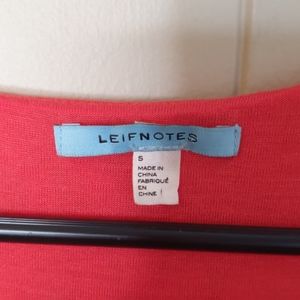 LEIFNOTES
S
MADE IN
CHINA
FABRIQUÉ
EN
CHINE